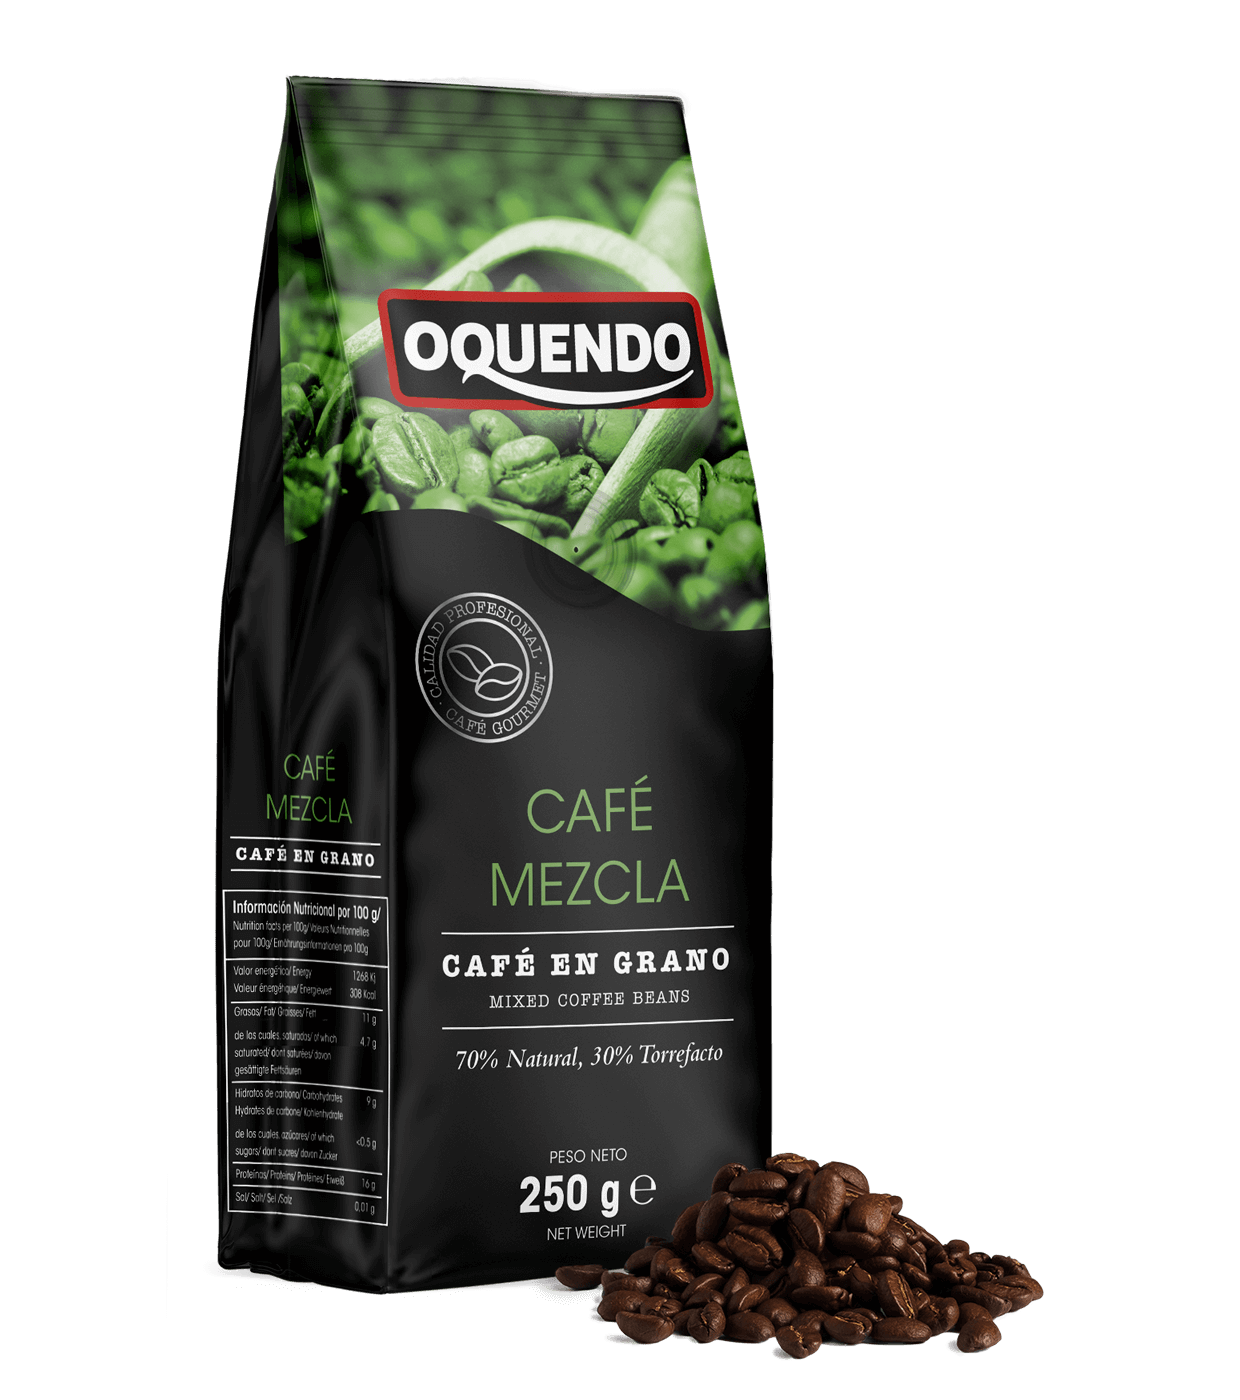 OQUENDO
· CALIDAD PROFESIONAL ·
CAFÉ GOURMET
CAFÉ
MEZCLA
CAFÉ EN GRANO
MIXED COFFEE BEANS
70% Natural, 30% Torrefacto
PESO NETO
250 g ℮
NET WEIGHT
CAFÉ
MEZCLA
CAFÉ EN GRANO
Información Nutricional por 100 g/
Nutrition facts per 100g/ Valeurs Nutritionnelles
pour 100g/ Ernährungsinformationen pro 100g
Valor energético/ Energy 1268 Kj
Valeur énergétique/ Energewert 308 Kcal
Grasas/ Fat/ Graisses/ Fett 11 g
de los cuales, saturadas/ of which 4.7 g
saturated/ dont saturées/ davon
gesättigte Fettsäuren
Hidratos de carbono/ Carbohydrates 9 g
Hydrates de carbone/ Kohlenhydrate
de los cuales, azúcares/ of which <0,5 g
sugars/ dont sucres/ davon Zucker
Proteínas/ Proteins/ Protéines/ Eiweiß 16 g
Sal/ Salt/ Sel /Salz 0,01 g